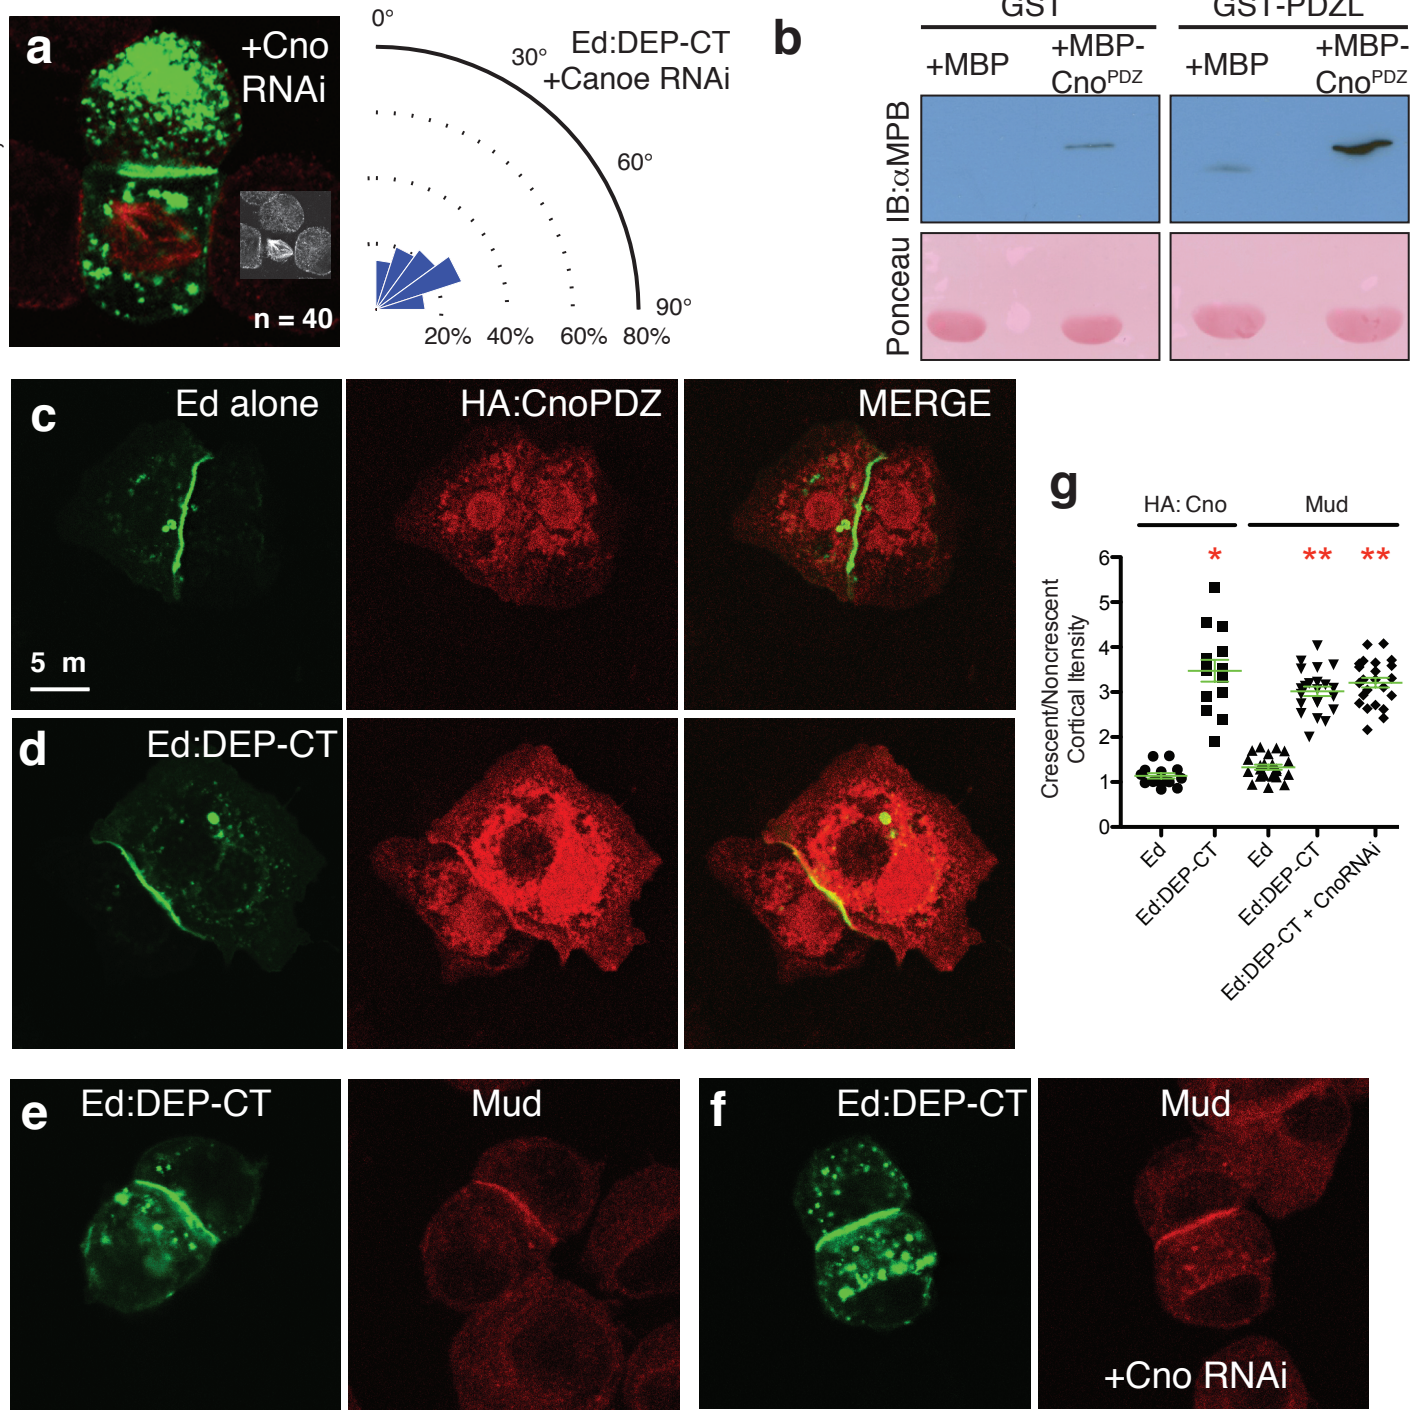 a
+Cno
RNAi
n = 40
0°
30°
60°
90°
Ed:DEP-CT
+Canoe RNAi
20% 40% 60% 80%
b
GST
GST-PDZL
+MBP
+MBP-
Cno^PDZ
+MBP
+MBP-
Cno^PDZ
IB:αMPB
Ponceau
c
Ed alone
HA:CnoPDZ
MERGE
5 m
d
Ed:DEP-CT
e
Ed:DEP-CT
Mud
f
Ed:DEP-CT
Mud
+Cno RNAi
g
HA: Cno
Mud
*
**
**
Crescent/Noncrescent
Cortical Itensity
6
5
4
3
2
1
0
Ed
Ed:DEP-CT
Ed
Ed:DEP-CT
Ed:DEP-CT + CnoRNAi